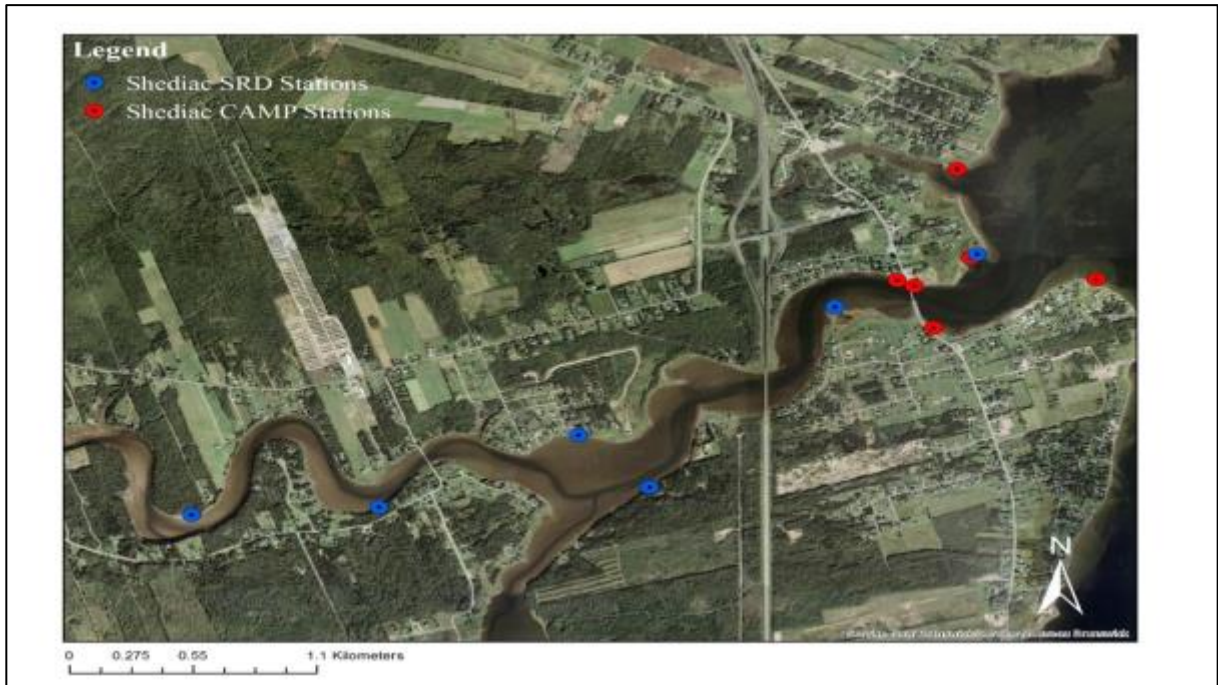 Legend
Shediac SRD Stations
Shediac CAMP Stations
N
0 0.275 0.55 1.1 Kilometers